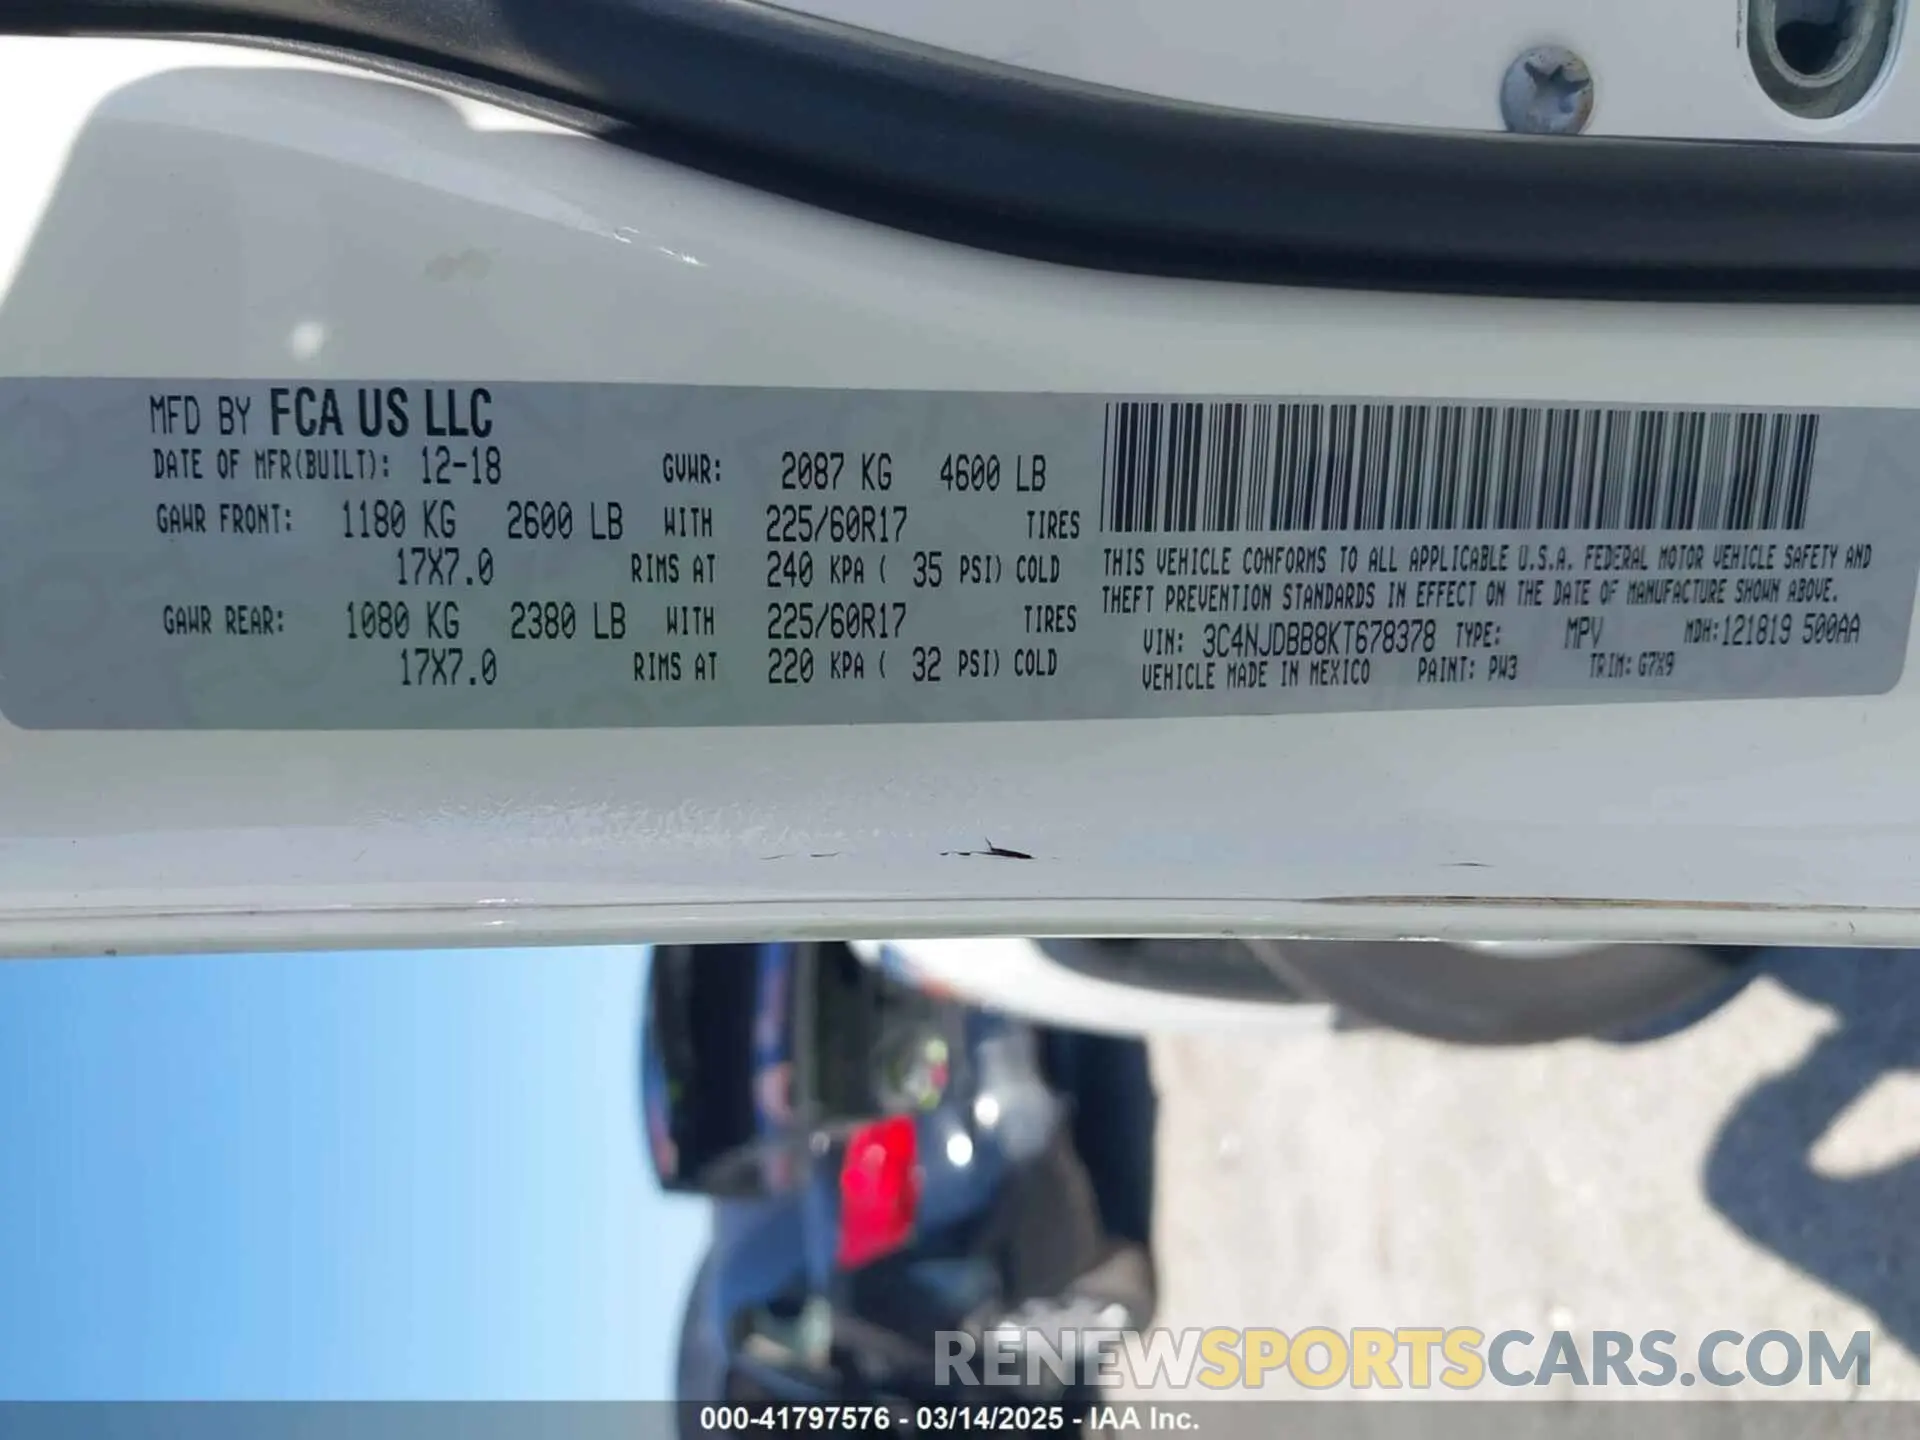 MFD BY FCA US LLC
DATE OF MFR(BUILT): 12-18 GVWR: 2087 KG 4600 LB
GAWR FRONT: 1180 KG 2600 LB WITH 225/60R17 TIRES
17X7.0 RIMS AT 240 KPA ( 35 PSI) COLD
GAWR REAR: 1080 KG 2380 LB WITH 225/60R17 TIRES
17X7.0 RIMS AT 220 KPA ( 32 PSI) COLD
THIS VEHICLE CONFORMS TO ALL APPLICABLE U.S.A. FEDERAL MOTOR VEHICLE SAFETY AND
THEFT PREVENTION STANDARDS IN EFFECT ON THE DATE OF MANUFACTURE SHOWN ABOVE.
VIN: 3C4NJDBB8KT678378 TYPE: MPV MDH:121819 500AA
VEHICLE MADE IN MEXICO PAINT: PW3 TRIM: G7X9
RENEWSPORTSCARS.COM
000-41797576 - 03/14/2025 - IAA Inc.